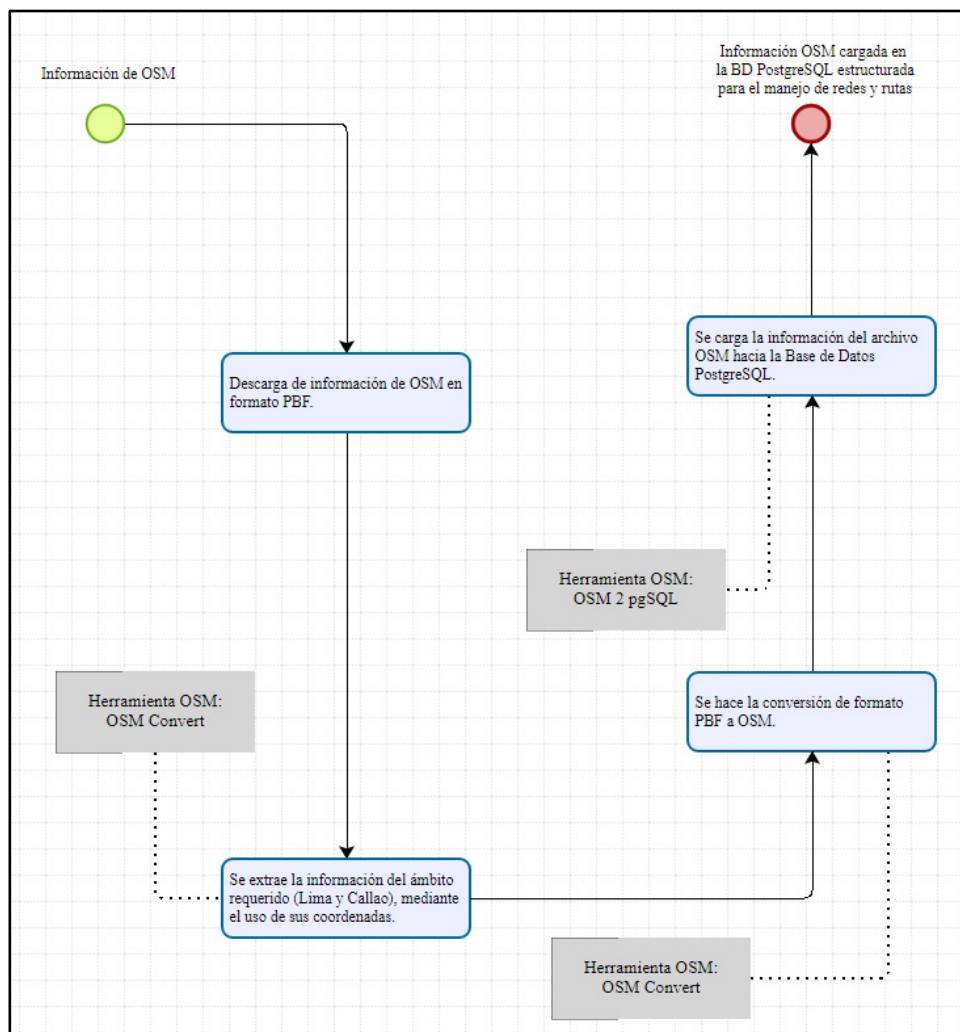 Información de OSM
Descarga de información de OSM en
formato PBF.
Herramienta OSM:
OSM Convert
Se extrae la información del ámbito
requerido (Lima y Callao), mediante
el uso de sus coordenadas.
Herramienta OSM:
OSM Convert
Se hace la conversión de formato
PBF a OSM.
Herramienta OSM:
OSM 2 pgSQL
Se carga la información del archivo
OSM hacia la Base de Datos
PostgreSQL.
Información OSM cargada en
la BD PostgreSQL estructurada
para el manejo de redes y rutas